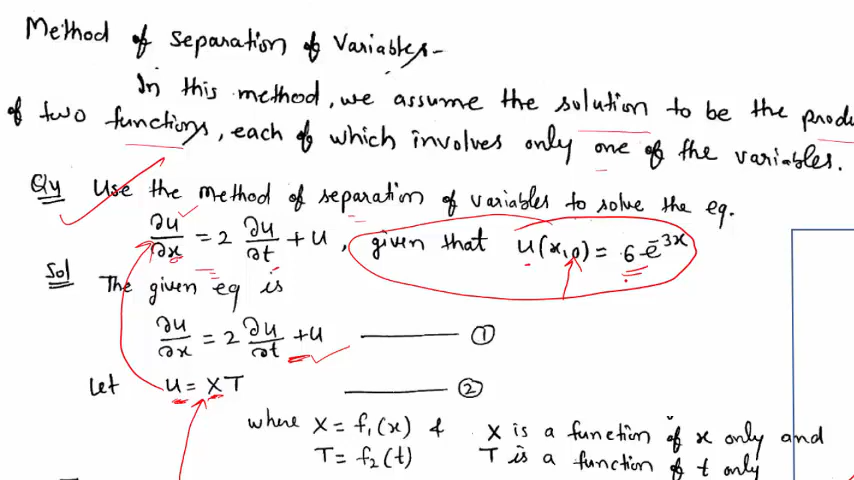 Method of Separation of Variables-
In this method, we assume the solution to be the produ
of two functions, each of which involves only one of the variables.
Qy Use the method of separation of variables to solve the eq.
∂u/∂x = 2 ∂u/∂t + u, given that u(x,0) = 6 e^-3x
Sol
The given eq is
∂u/∂x = 2 ∂u/∂t + u ——— ①
Let u = XT ——— ②
where X = f₁(x) & X is a function of x only and
T = f₂(t) T is a function of t only